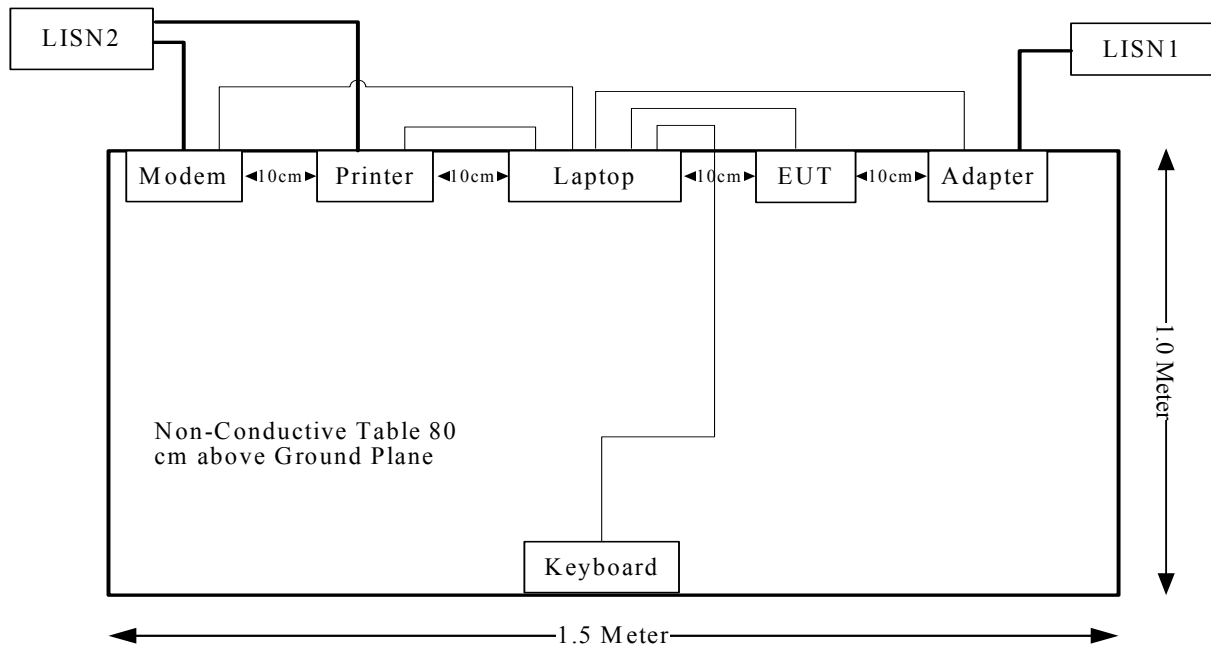 LISN2
LISN1
Modem
10cm
Printer
10cm
Laptop
10cm
EUT
10cm
Adapter
1.0 Meter
Non-Conductive Table 80
cm above Ground Plane
Keyboard
1.5 Meter